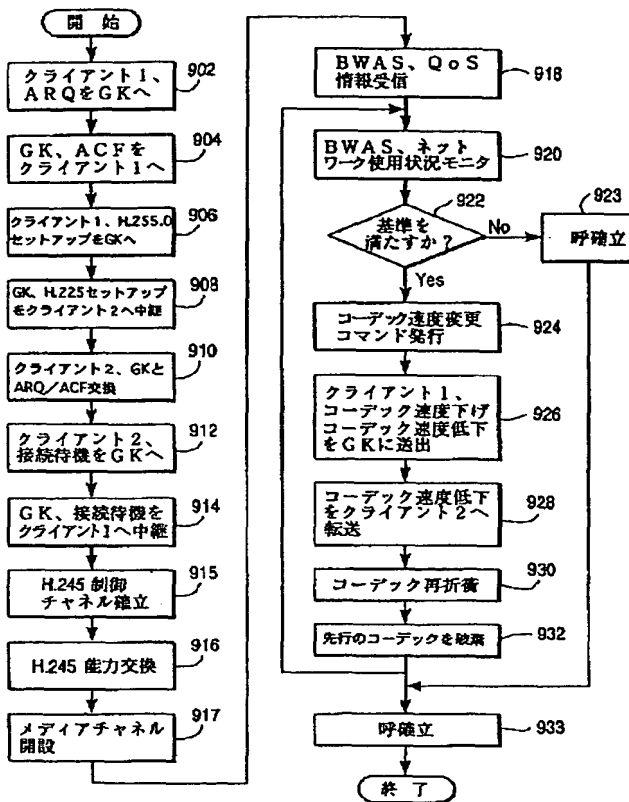 開 始
クライアント1、
ARQをGKへ
902
GK、ACFを
クライアント1へ
904
クライアント1、H.255.0
セットアップをGKへ
906
GK、H.225セットアップ
をクライアント2へ中継
908
クライアント2、GKと
ARQ/ACF交換
910
クライアント2、
接続待機をGKへ
912
GK、接続待機を
クライアント1へ中継
914
H.245 制御
チャネル確立
915
H.245 能力交換
916
メディアチャネル
開設
917
BWAS、QoS
情報受信
918
BWAS、ネット
ワーク使用状況モニタ
920
基準を
満たすか?
922
No
呼確立
923
Yes
コーデック速度変更
コマンド発行
924
クライアント1、
コーデック速度下げ
コーデック速度低下
をGKに送出
926
コーデック速度低下
をクライアント2へ
転送
928
コーデック再折衝
930
先行のコーデックを破棄
932
呼確立
933
終 了